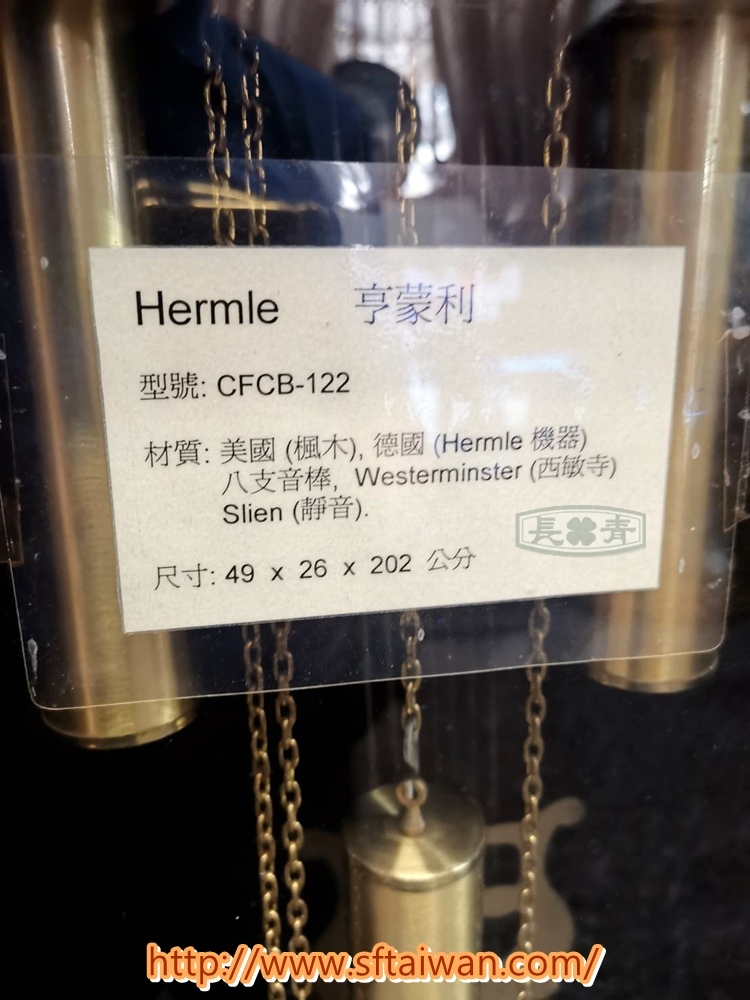 Hermle 亨蒙利
型號: CFCB-122
材質: 美國 (楓木), 德國 (Hermle 機器)
八支音棒, Westerminster (西敏寺)
Slien (靜音).
長青
尺寸: 49 x 26 x 202 公分
http://www.sftaiwan.com/